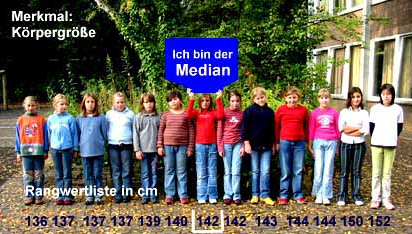 Merkmal:
Körpergröße
Ich bin der
Median
Rangwertliste in cm
136 137 137 137 139 140 142 142 143 144 144 150 152